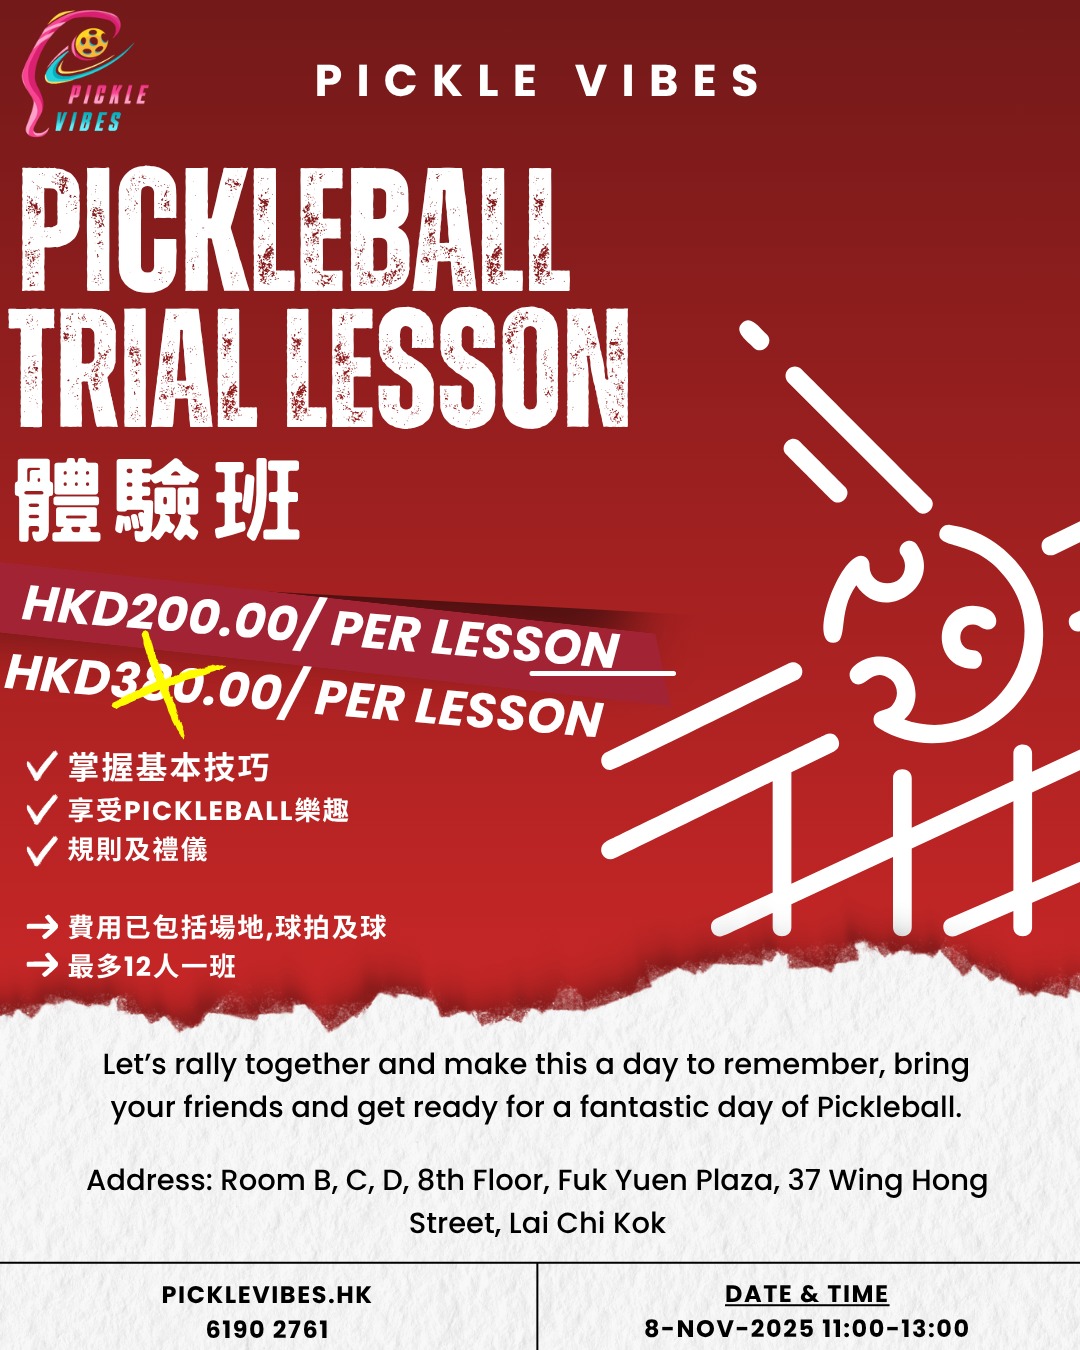 PICKLE
VIBES
PICKLE VIBES
PICKLEBALL
TRIAL LESSON
體驗班
HKD200.00/ PER LESSON
HKD380.00/ PER LESSON
掌握基本技巧
享受PICKLEBALL樂趣
規則及禮儀
費用已包括場地,球拍及球
最多12人一班
Let's rally together and make this a day to remember, bring
your friends and get ready for a fantastic day of Pickleball.
Address: Room B, C, D, 8th Floor, Fuk Yuen Plaza, 37 Wing Hong
Street, Lai Chi Kok
PICKLEVIBES.HK
6190 2761
DATE & TIME
8-NOV-2025 11:00-13:00